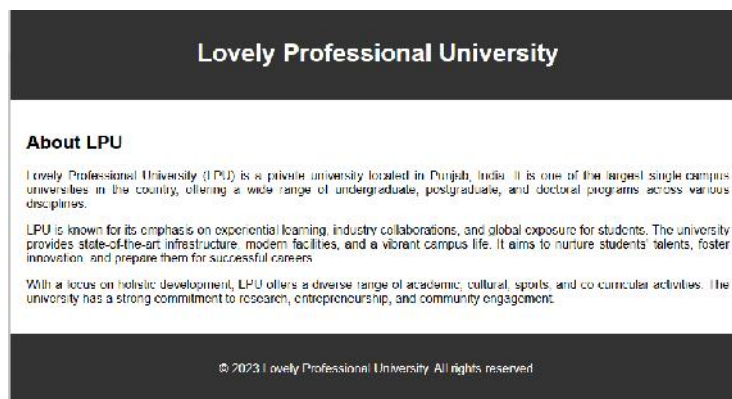 Lovely Professional University
About LPU
Lovely Professional University (LPU) is a private university located in Punjab, India. It is one of the largest single-campus
universities in the country, offering a wide range of undergraduate, postgraduate, and doctoral programs across various
disciplines.
LPU is known for its emphasis on experiential learning, industry collaborations, and global exposure for students. The university
provides state-of-the-art infrastructure, modern facilities, and a vibrant campus life. It aims to nurture students' talents, foster
innovation, and prepare them for successful careers.
With a focus on holistic development, LPU offers a diverse range of academic, cultural, sports, and co-curricular activities. The
university has a strong commitment to research, entrepreneurship, and community engagement.
© 2023 Lovely Professional University. All rights reserved.